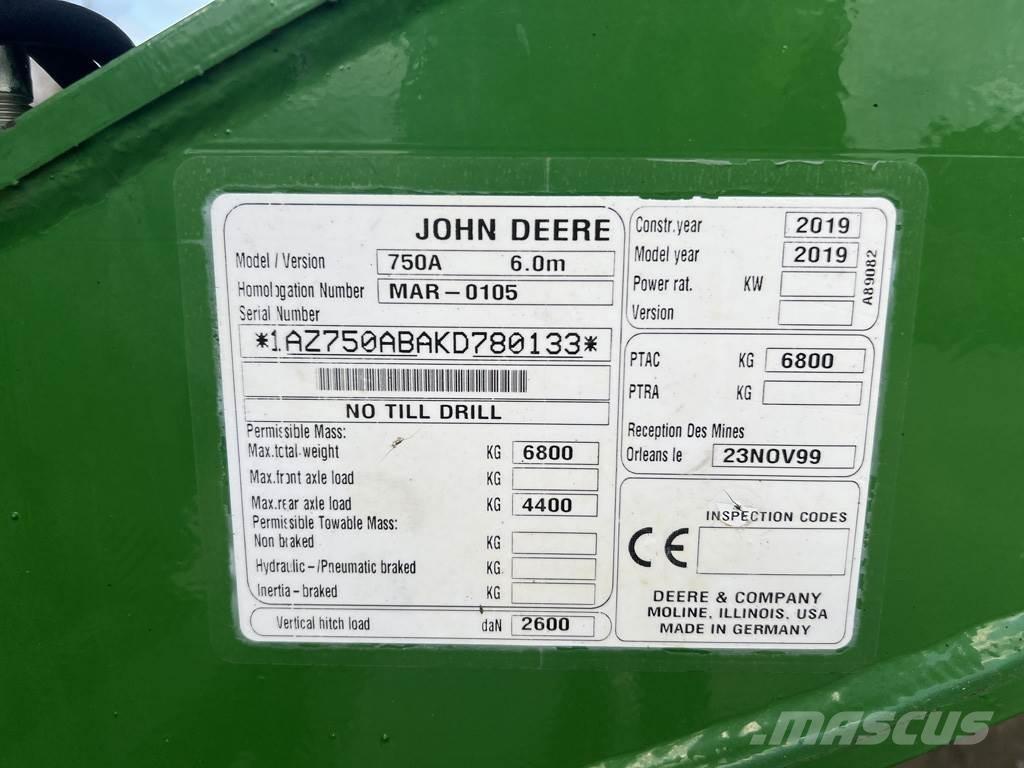 JOHN DEERE
Model / Version 750A 6.0m
Homologation Number MAR-0105
Serial Number
*1AZ750ABAKD780133*
NO TILL DRILL
Permissible Mass:
Max.total-weight KG 6800
Max.front axle load KG
Max.rear axle load KG 4400
Permissible Towable Mass:
Non braked KG
Hydraulic-/Pneumatic braked KG
Inertia-braked KG
Vertical hitch load daN 2600
Constr.year 2019
Model year 2019
Power rat. KW
Version
A89082
PTAC KG 6800
PTRA KG
Reception Des Mines
Orleans le 23NOV99
INSPECTION CODES
CE
DEERE & COMPANY
MOLINE, ILLINOIS, USA
MADE IN GERMANY
MASCUS